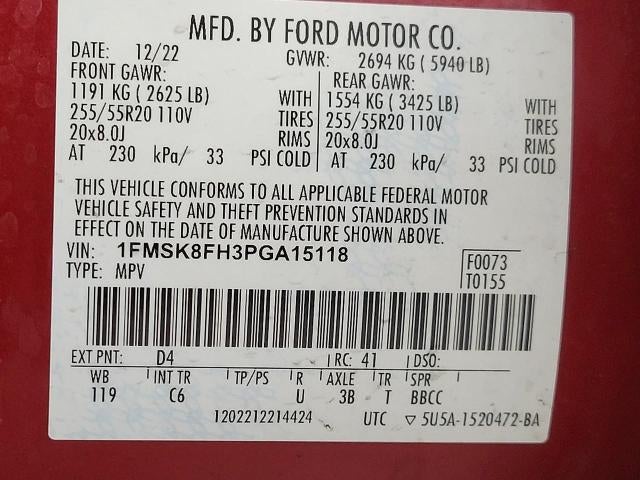 MFD. BY FORD MOTOR CO.
DATE: 12/22 GVWR: 2694 KG ( 5940 LB)
FRONT GAWR: REAR GAWR:
1191 KG ( 2625 LB) WITH 1554 KG ( 3425 LB) WITH
255/55R20 110V TIRES 255/55R20 110V TIRES
20x8.0J RIMS 20x8.0J RIMS
AT 230 kPa/ 33 PSI COLD AT 230 kPa/ 33 PSI COLD
THIS VEHICLE CONFORMS TO ALL APPLICABLE FEDERAL MOTOR
VEHICLE SAFETY AND THEFT PREVENTION STANDARDS IN
EFFECT ON THE DATE OF MANUFACTURE SHOWN ABOVE.
VIN: 1FMSK8FH3PGA15118
TYPE: MPV
F0073
T0155
EXT PNT: D4 RC: 41 DSO:
WB INT TR TP/PS R AXLE TR SPR
119 C6 U 3B T BBCC
1202212214424 UTC ▽ 5U5A-1520472-BA